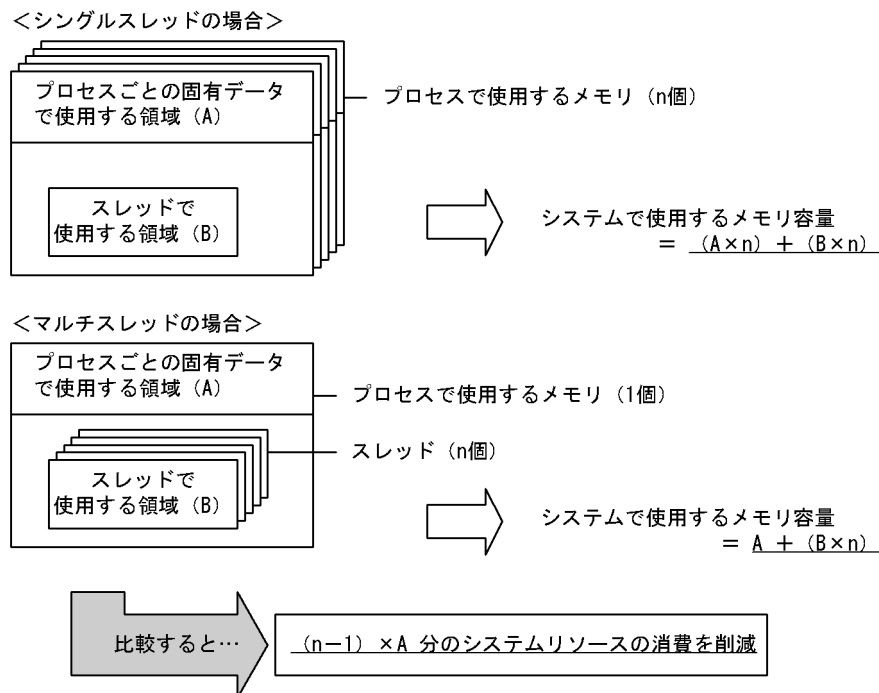 ＜シングルスレッドの場合＞
プロセスごとの固有データ
で使用する領域（A）
プロセスで使用するメモリ（n個）
スレッドで
使用する領域（B）
システムで使用するメモリ容量
＝ （A×n）＋（B×n）
＜マルチスレッドの場合＞
プロセスごとの固有データ
で使用する領域（A）
プロセスで使用するメモリ（1個）
スレッド（n個）
スレッドで
使用する領域（B）
システムで使用するメモリ容量
＝ A ＋（B×n）
比較すると…
（n－1）×A 分のシステムリソースの消費を削減